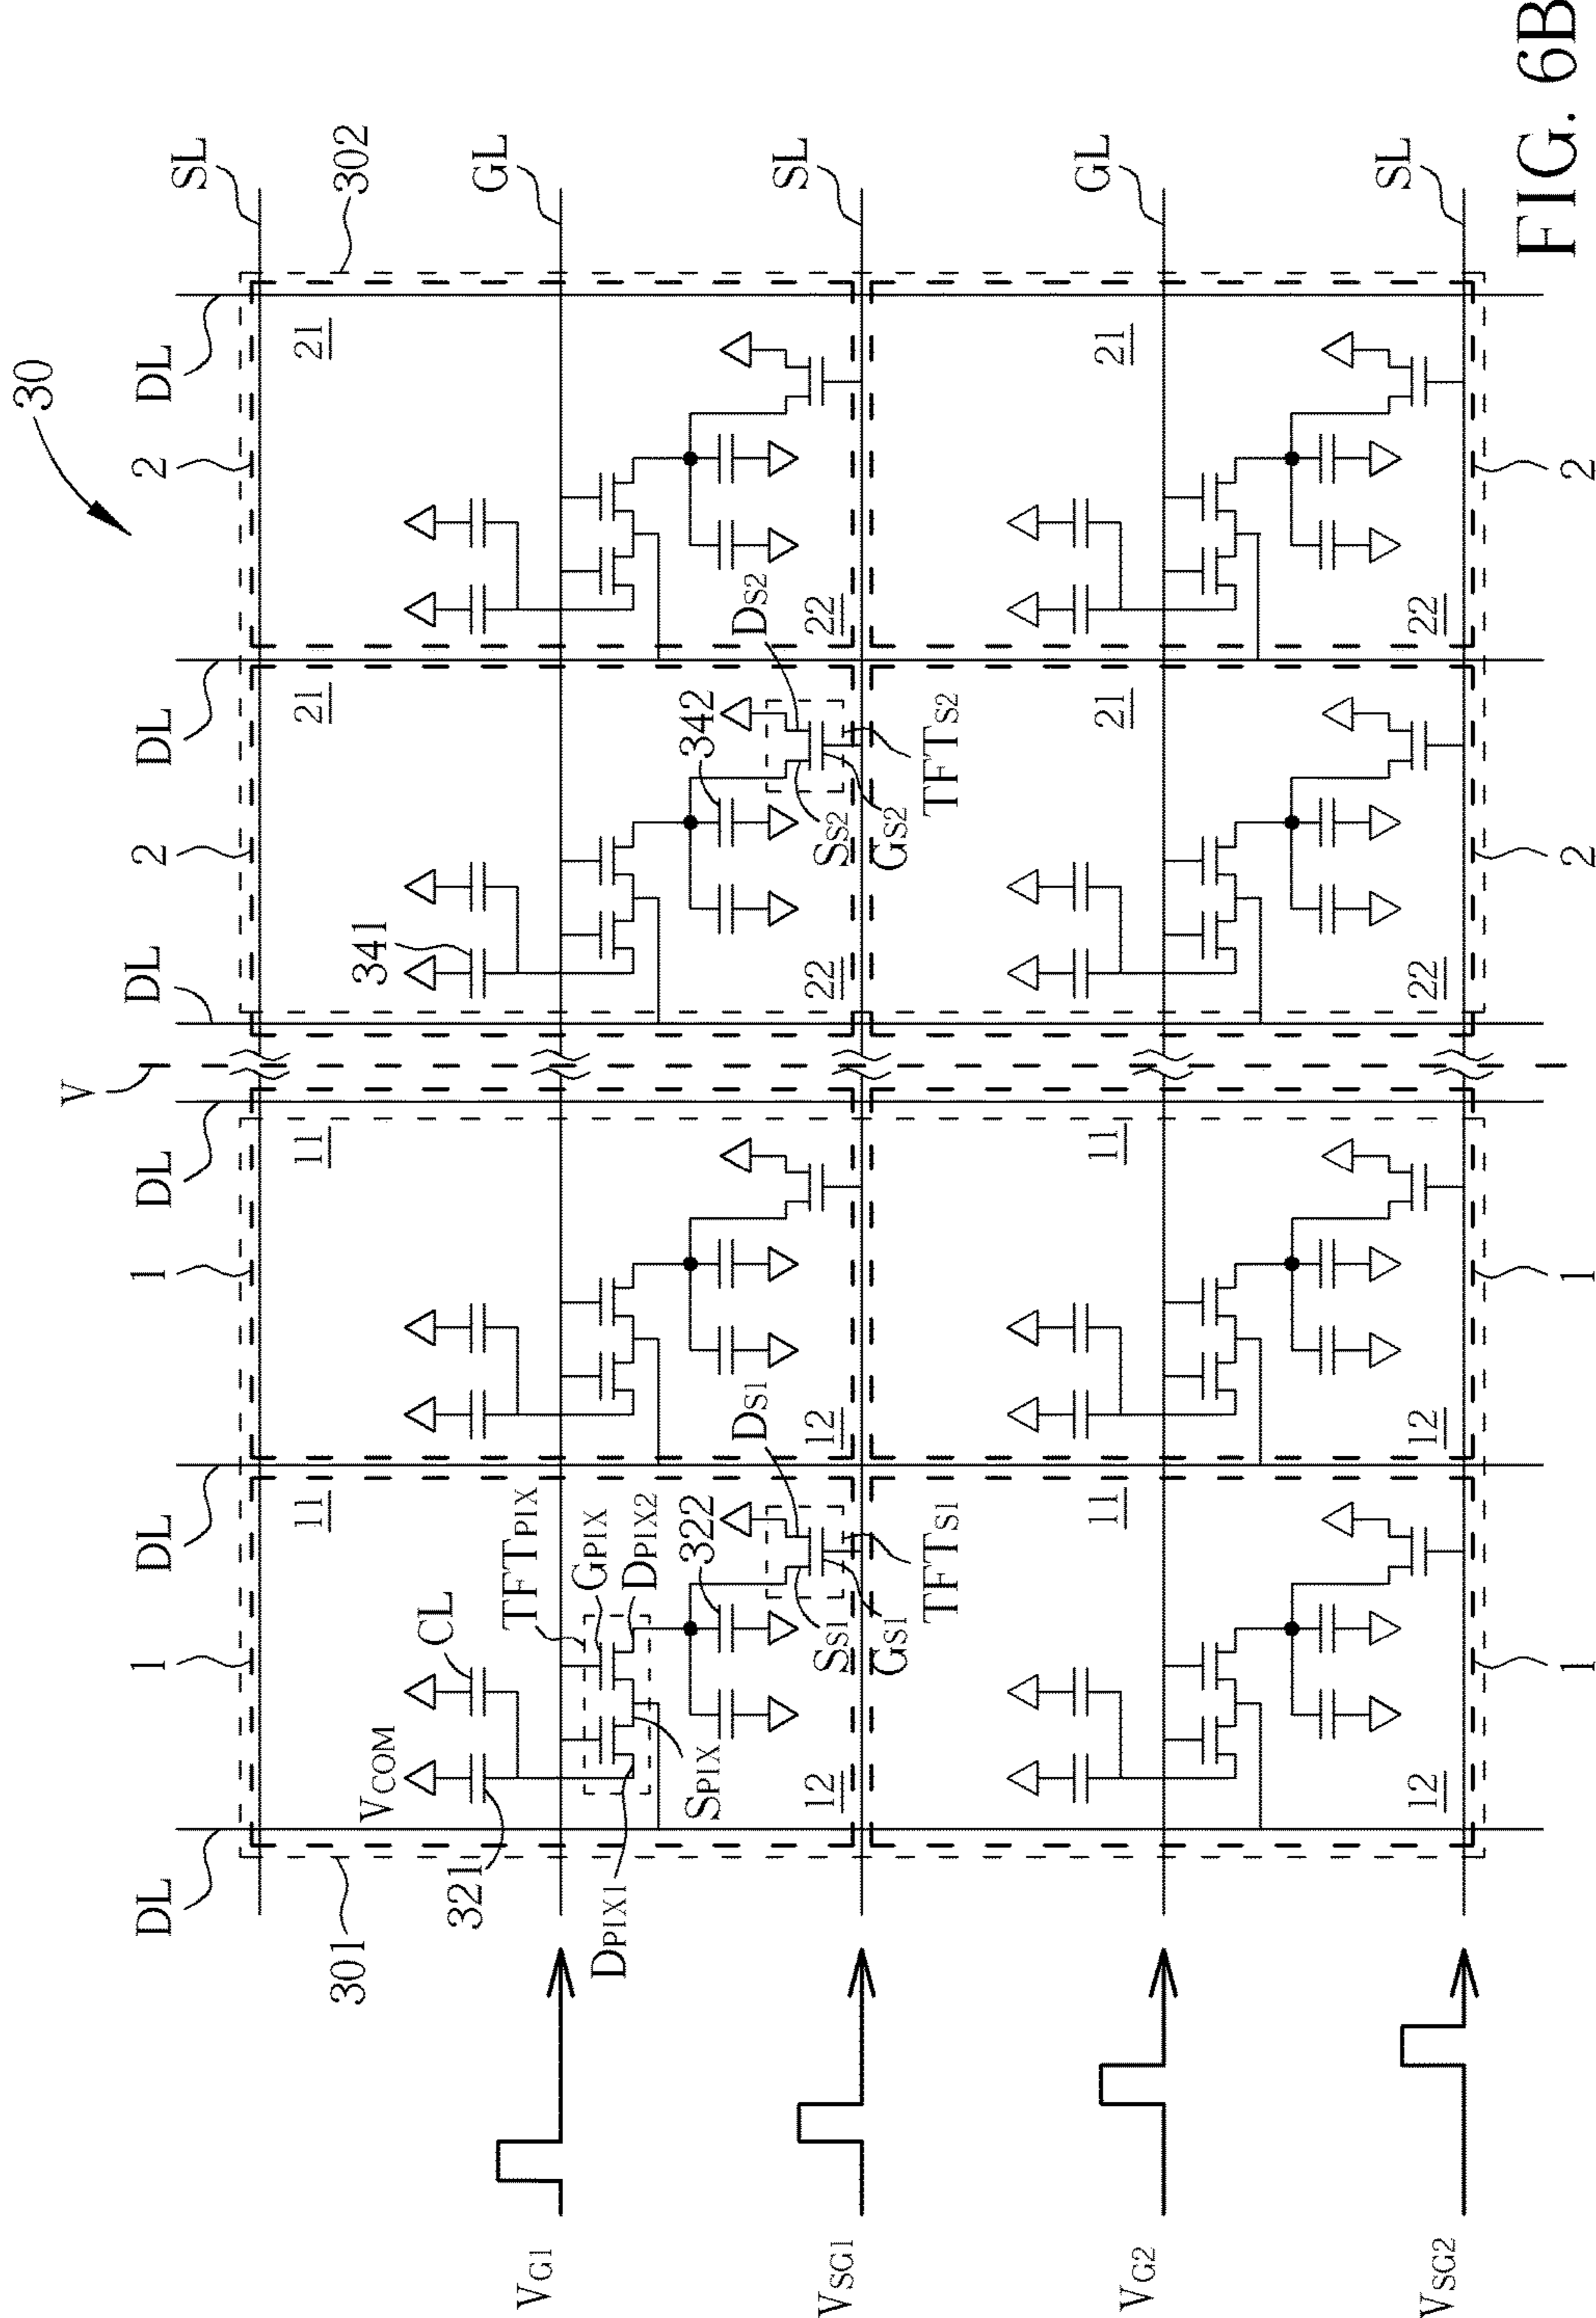 30
DL
DL
DL
V
DL
DL
DL
2
2
1
1
SL
302
GL
SL
GL
SL
301
21
21
11
11
341
VCOM
CL
321
TFTPIX
GPIX
DPIX2
DPIX1
SPIX
342
322
DS2
DS1
22
22
12
12
SS2
GS2
TFTS2
SS1
GS1
TFTS1
21
21
11
11
22
22
12
12
2
2
1
1
VG1
VSG1
VG2
VSG2
FIG. 6B